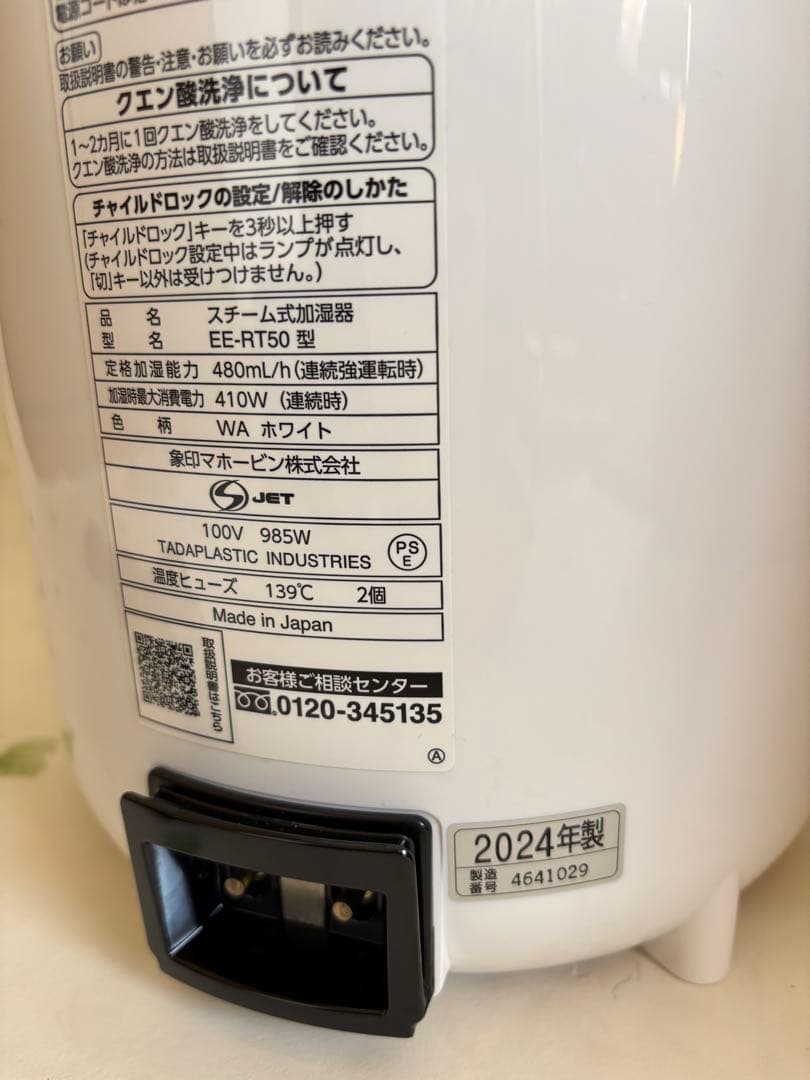 電源コード
お願い
取扱説明書の警告・注意・お願いを必ずお読みください。
クエン酸洗浄について
1〜2カ月に1回クエン酸洗浄をしてください。
クエン酸洗浄の方法は取扱説明書をご確認ください。
チャイルドロックの設定/解除のしかた
「チャイルドロック」キーを3秒以上押す
(チャイルドロック設定中はランプが点灯し、
「切」キー以外は受けつけません。)
品名 スチーム式加湿器
型名 EE-RT50 型
定格加湿能力 480mL/h(連続強運転時)
加湿時最大消費電力 410W (連続時)
色柄 WA ホワイト
象印マホービン株式会社
S JET
100V 985W
TADAPLASTIC INDUSTRIES
PS
E
温度ヒューズ 139℃ 2個
Made in Japan
取扱説明書はこちら
お客様ご相談センター
0120-345135
A
2024年製
製造番号 4641029